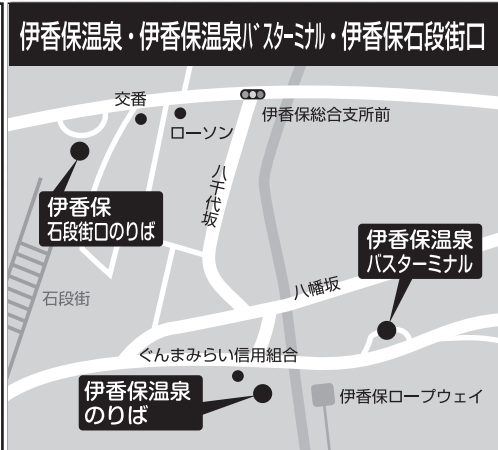 伊香保温泉・伊香保温泉バスターミナル・伊香保石段街口
交番
ローソン
伊香保総合支所前
八千代坂
伊香保
石段街口のりば
伊香保温泉
バスターミナル
石段街
八幡坂
ぐんまみらい信用組合
伊香保温泉
のりば
伊香保ロープウェイ